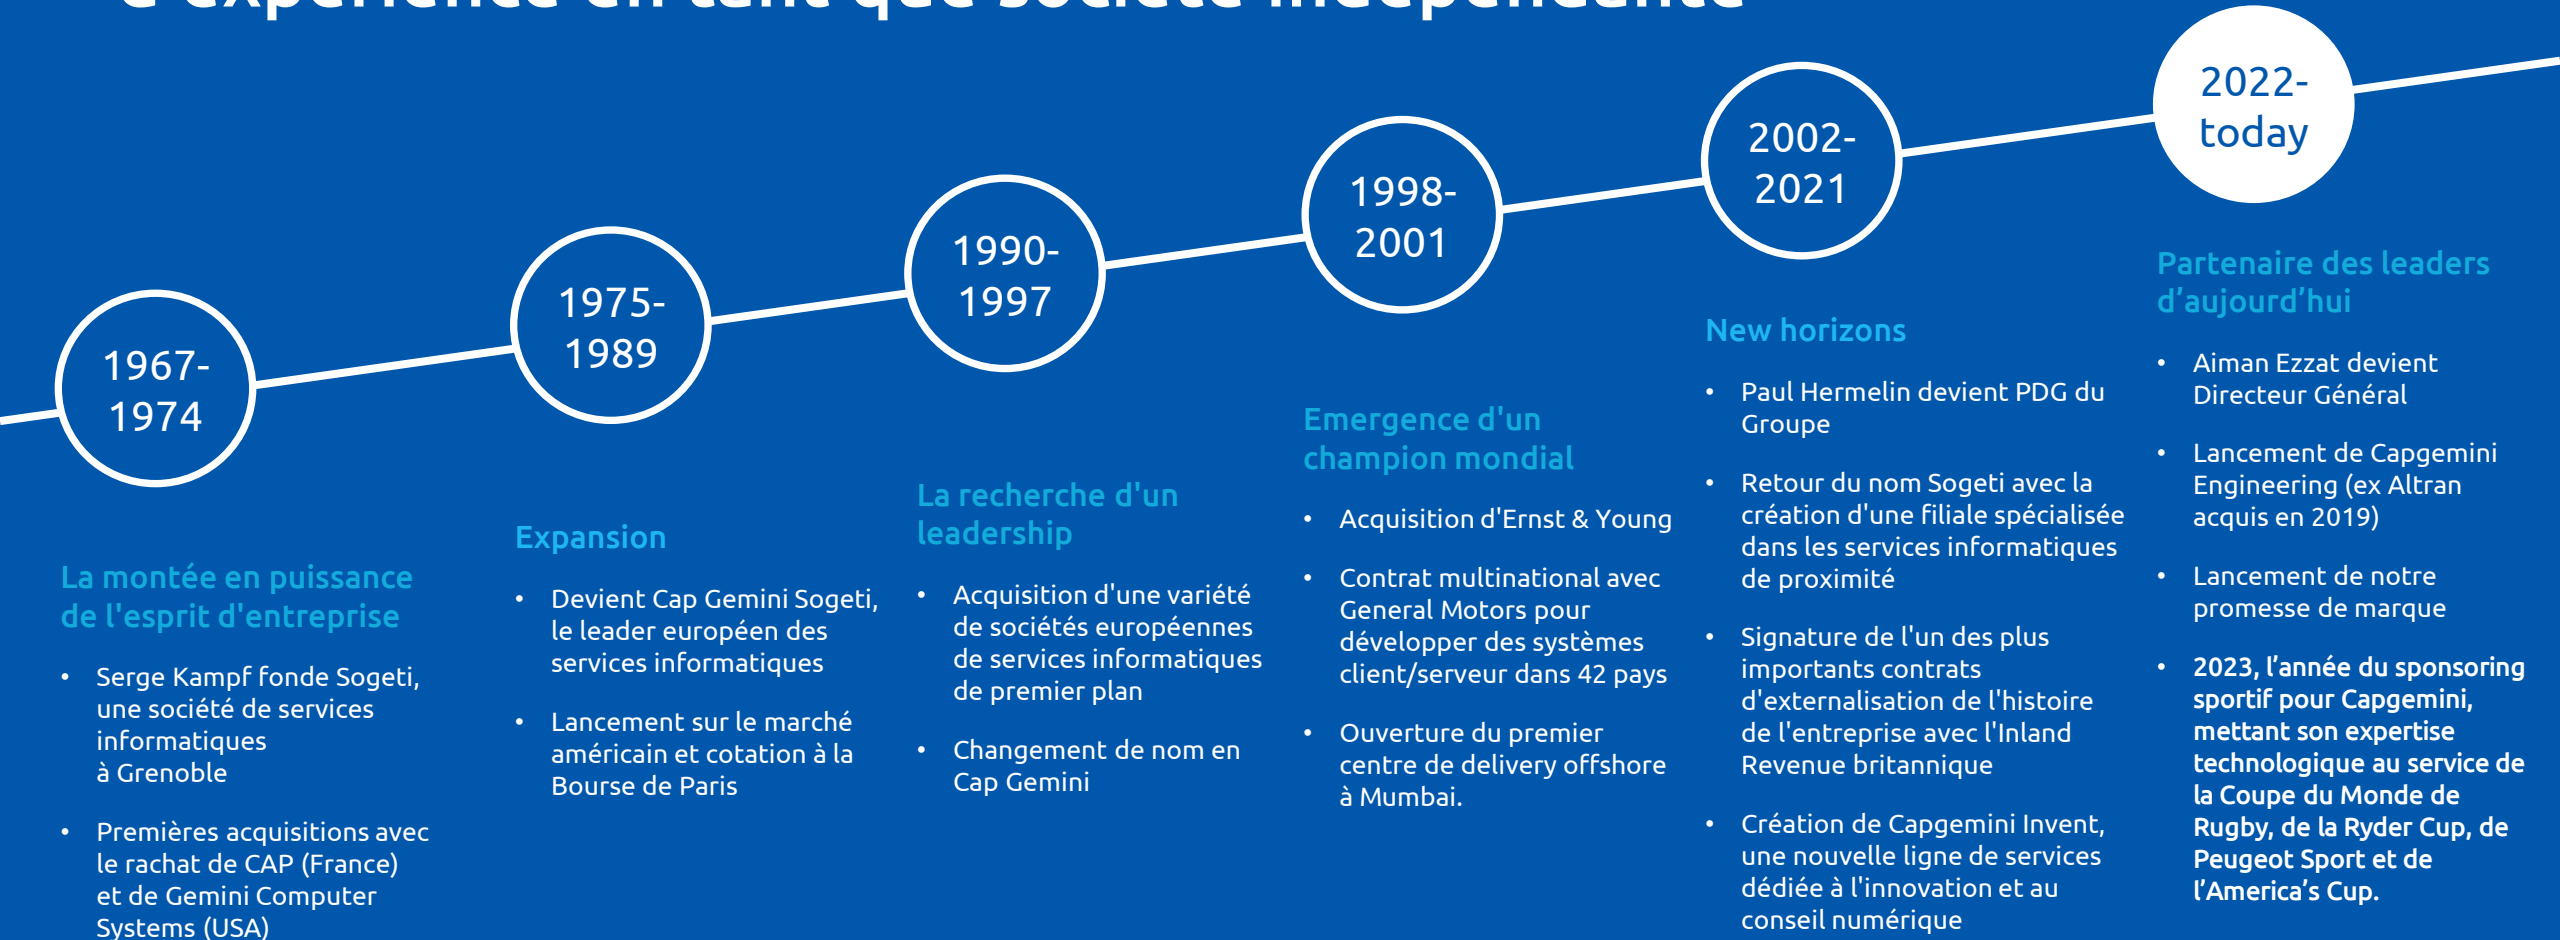 d'expérience en tant que société indépendante
1967-
1974
La montée en puissance
de l'esprit d'entreprise
• Serge Kampf fonde Sogeti,
une société de services
informatiques
à Grenoble
• Premières acquisitions avec
le rachat de CAP (France)
et de Gemini Computer
Systems (USA)
1975-
1989
Expansion
• Devient Cap Gemini Sogeti,
le leader européen des
services informatiques
• Lancement sur le marché
américain et cotation à la
Bourse de Paris
1990-
1997
La recherche d'un
leadership
• Acquisition d'une variété
de sociétés européennes
de services informatiques
de premier plan
• Changement de nom en
Cap Gemini
1998-
2001
Emergence d'un
champion mondial
• Acquisition d'Ernst & Young
• Contrat multinational avec
General Motors pour
développer des systèmes
client/serveur dans 42 pays
• Ouverture du premier
centre de delivery offshore
à Mumbai.
2002-
2021
New horizons
• Paul Hermelin devient PDG du
Groupe
• Retour du nom Sogeti avec la
création d'une filiale spécialisée
dans les services informatiques
de proximité
• Signature de l'un des plus
importants contrats
d'externalisation de l'histoire
de l'entreprise avec l'Inland
Revenue britannique
• Création de Capgemini Invent,
une nouvelle ligne de services
dédiée à l'innovation et au
conseil numérique
2022-
today
Partenaire des leaders
d’aujourd’hui
• Aiman Ezzat devient
Directeur Général
• Lancement de Capgemini
Engineering (ex Altran
acquis en 2019)
• Lancement de notre
promesse de marque
• 2023, l’année du sponsoring
sportif pour Capgemini,
mettant son expertise
technologique au service de
la Coupe du Monde de
Rugby, de la Ryder Cup, de
Peugeot Sport et de
l’America’s Cup.